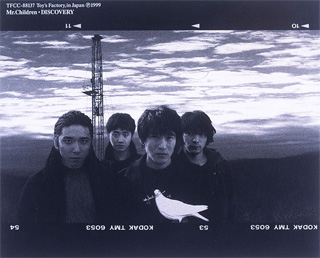 TFCC-88137 Toy's Factory, in Japan ℗1999
Mr.Children・DISCOVERY
11
10
54
KODAK TMY 6053
53
KODAK TMY 6053